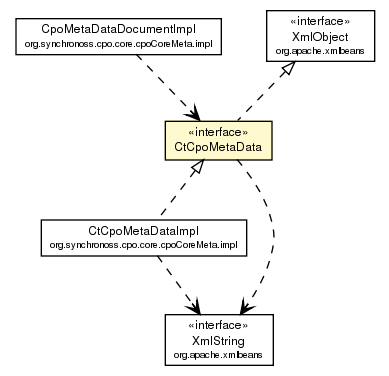 CpoMetaDataDocumentImpl
org.synchronoss.cpo.core.cpoCoreMeta.impl
«interface»
XmlObject
org.apache.xmlbeans
«interface»
CtCpoMetaData
CtCpoMetaDataImpl
org.synchronoss.cpo.core.cpoCoreMeta.impl
«interface»
XmlString
org.apache.xmlbeans